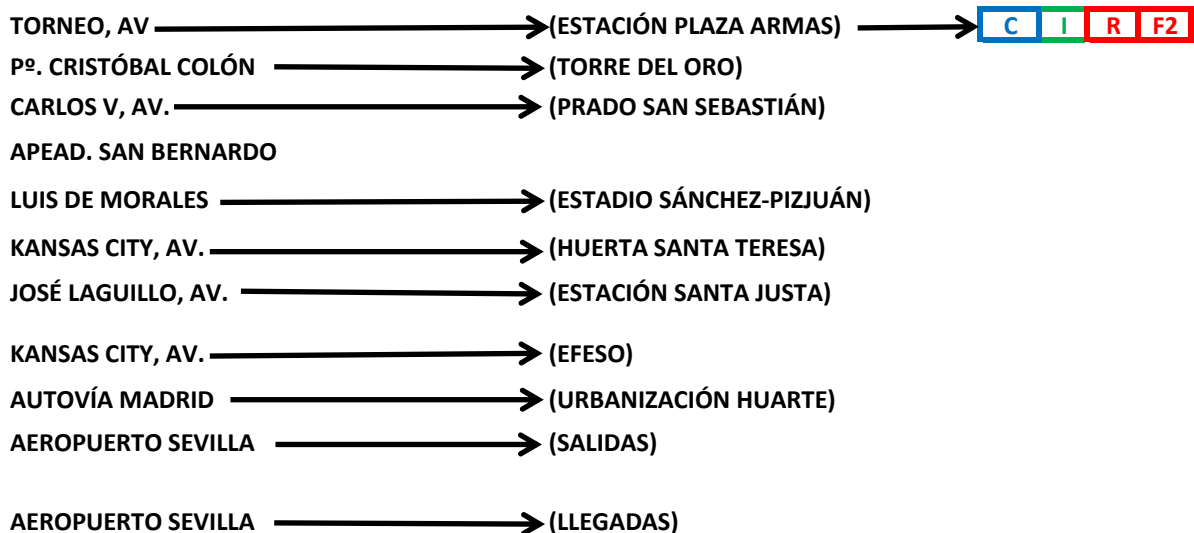 TORNEO, AV (ESTACIÓN PLAZA ARMAS) C I R F2
Pº. CRISTÓBAL COLÓN (TORRE DEL ORO)
CARLOS V, AV. (PRADO SAN SEBASTIÁN)
APEAD. SAN BERNARDO
LUIS DE MORALES (ESTADIO SÁNCHEZ-PIZJUÁN)
KANSAS CITY, AV. (HUERTA SANTA TERESA)
JOSÉ LAGUILLO, AV. (ESTACIÓN SANTA JUSTA)
KANSAS CITY, AV. (EFESO)
AUTOVÍA MADRID (URBANIZACIÓN HUARTE)
AEROPUERTO SEVILLA (SALIDAS)
AEROPUERTO SEVILLA (LLEGADAS)